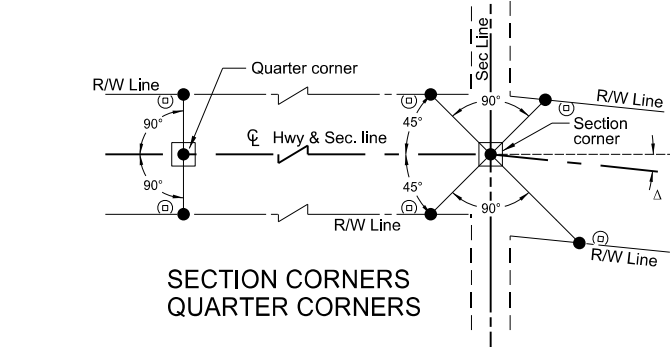 Sec Line
Quarter corner
R/W Line
R/W Line
90°
90°
45°
Section
corner
℄ Hwy & Sec. line
90°
45°
90°
Δ
R/W Line
R/W Line
SECTION CORNERS
QUARTER CORNERS